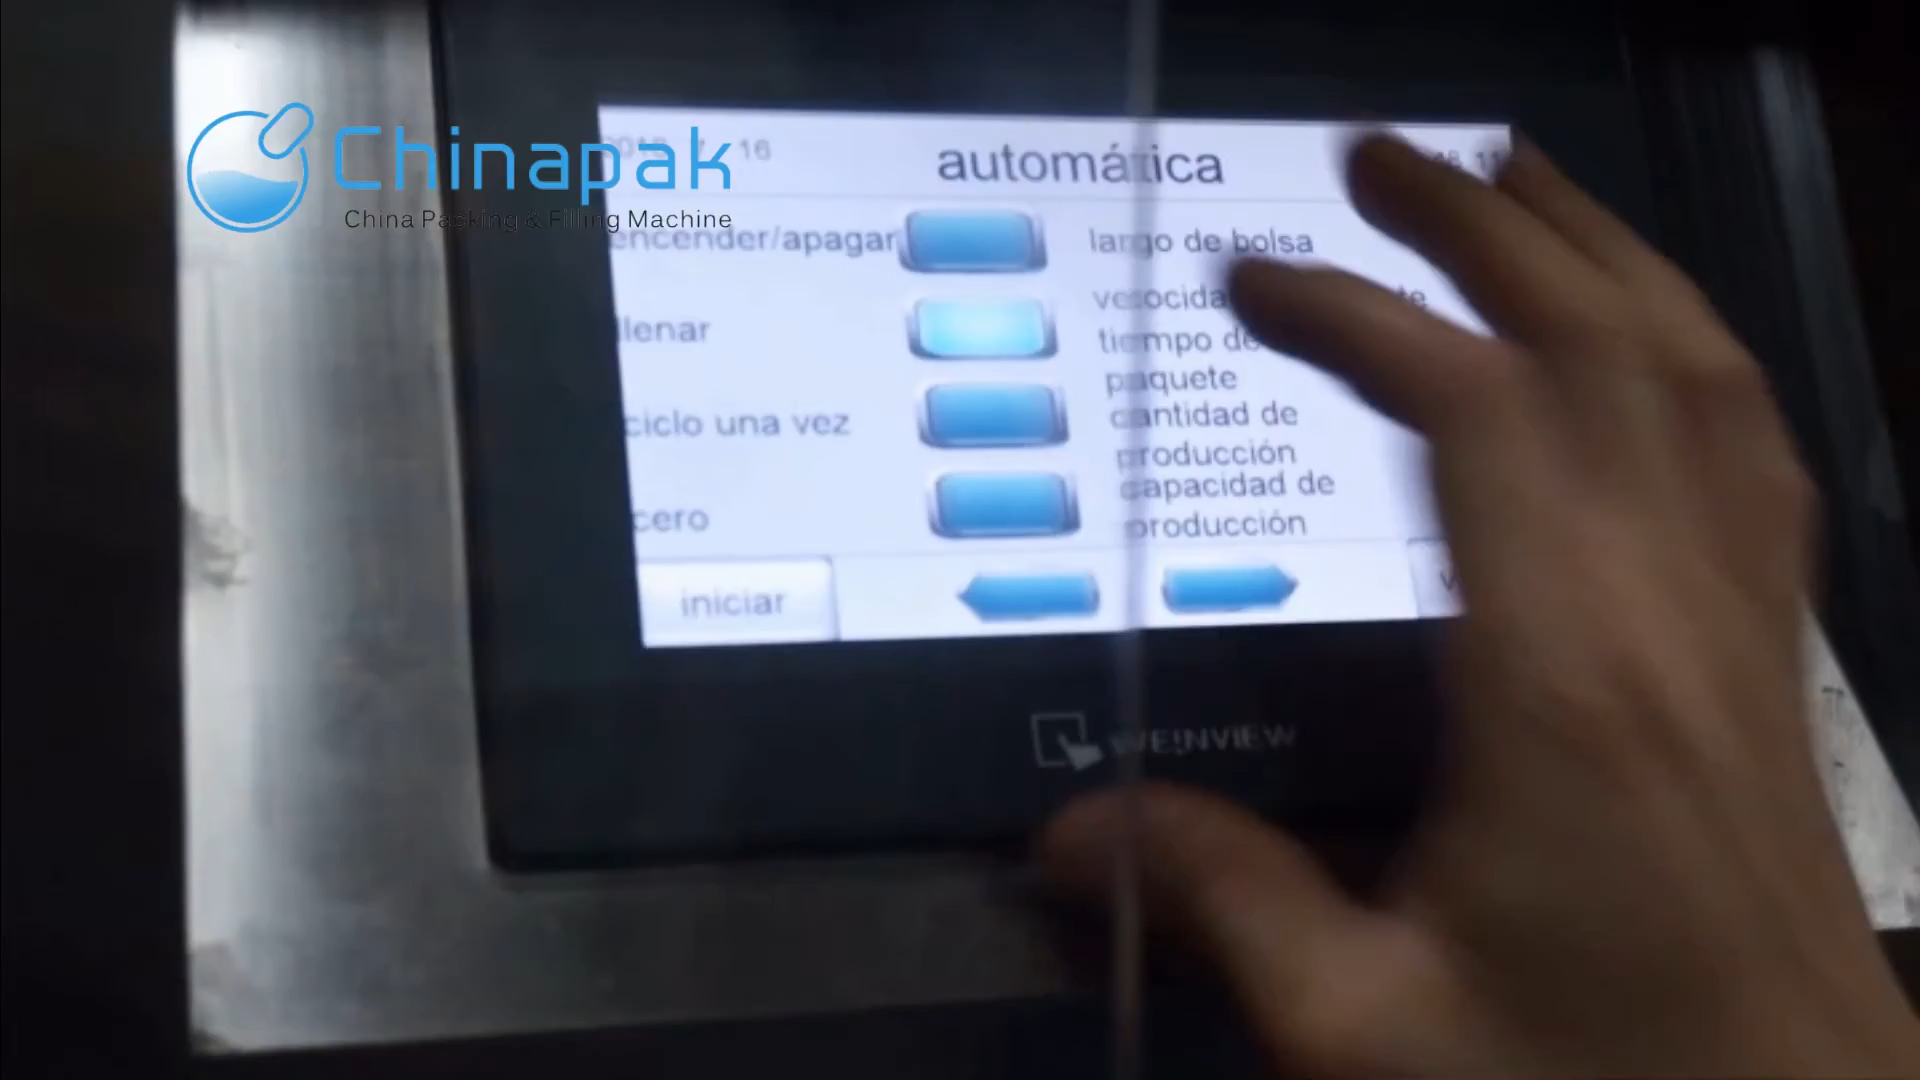 Chinapak
China Packing & Filling Machine
16
automática
encender/apagar
largo de bolsa
llenar
tiempo de
paquete
ciclo una vez
cantidad de
producción
cero
capacidad de
producción
iniciar
WEINVIEW